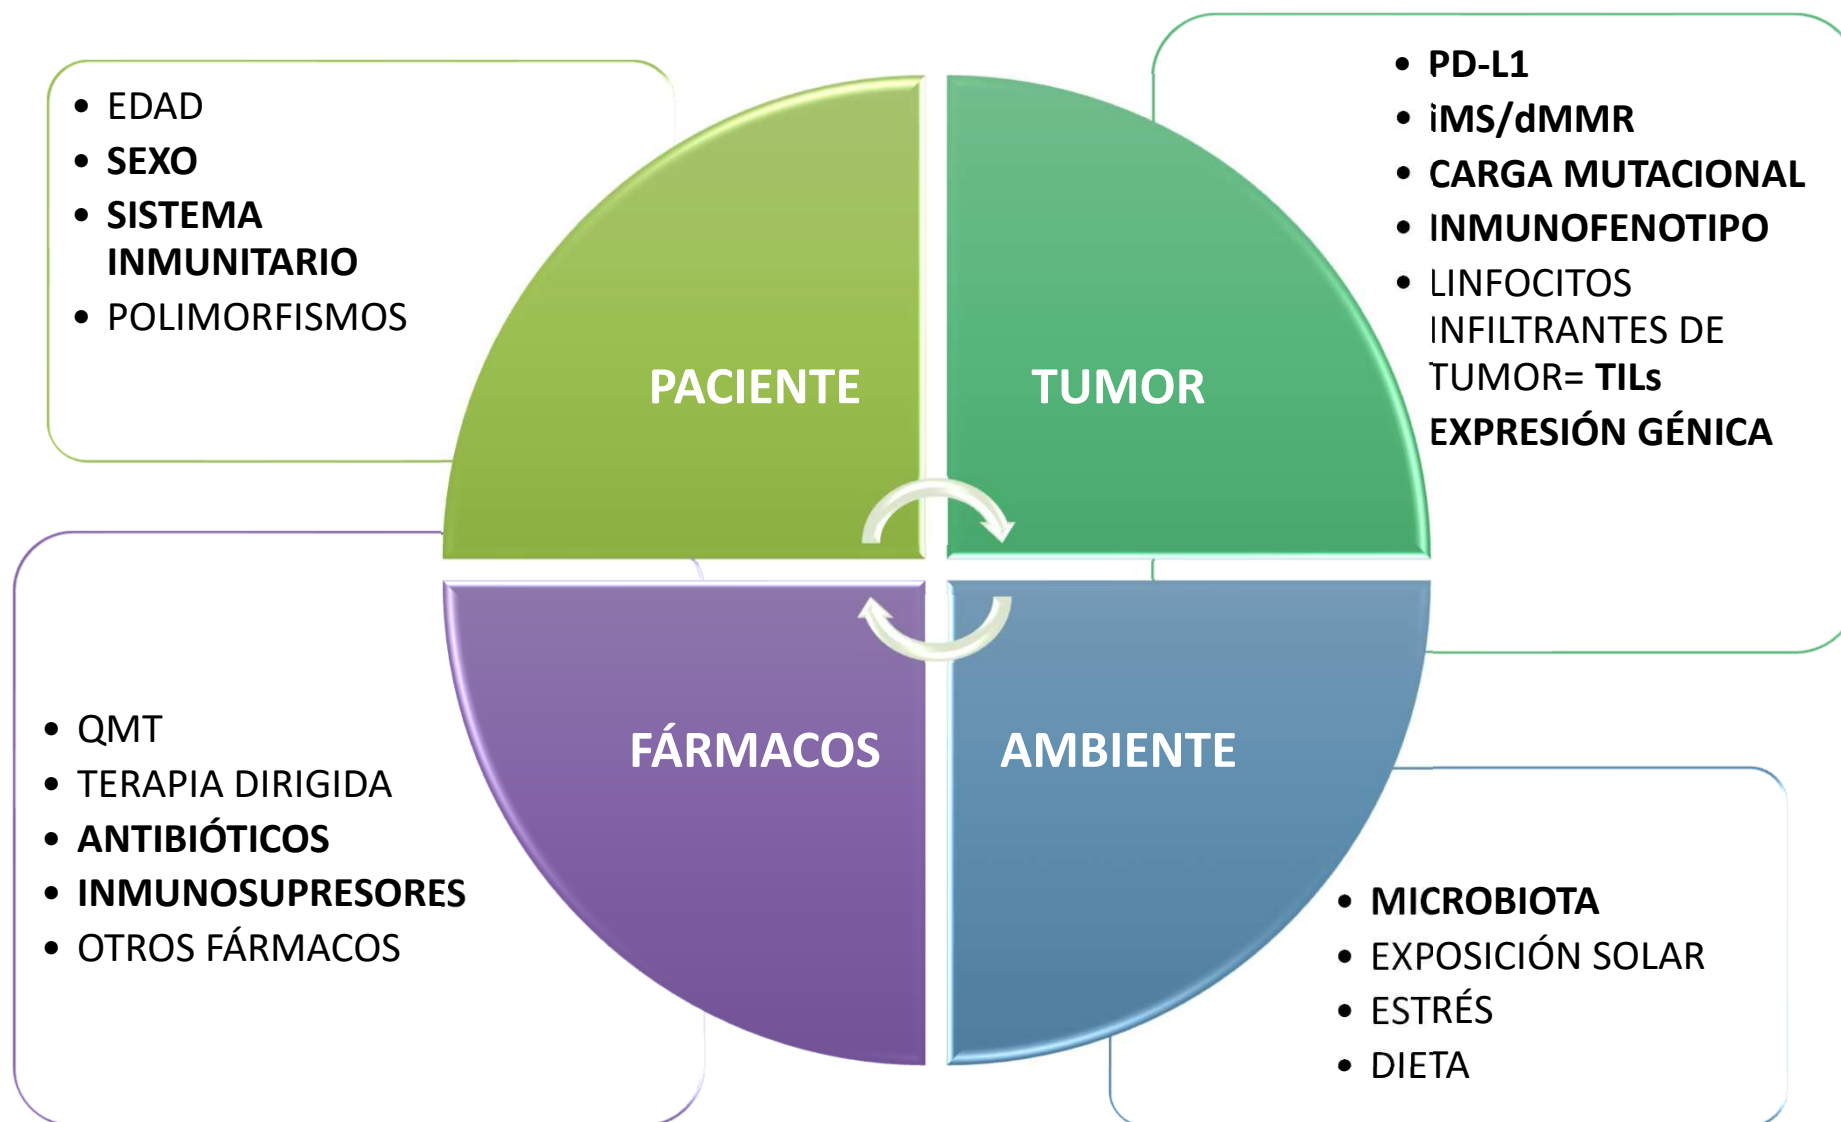 • EDAD
• SEXO
• SISTEMA
INMUNITARIO
• POLIMORFISMOS
PACIENTE
TUMOR
• PD-L1
• iMS/dMMR
• CARGA MUTACIONAL
• INMUNOFENOTIPO
• LINFOCITOS
INFILTRANTES DE
TUMOR= TILs
EXPRESIÓN GÉNICA
FÁRMACOS
• QMT
• TERAPIA DIRIGIDA
• ANTIBIÓTICOS
• INMUNOSUPRESORES
• OTROS FÁRMACOS
AMBIENTE
• MICROBIOTA
• EXPOSICIÓN SOLAR
• ESTRÉS
• DIETA